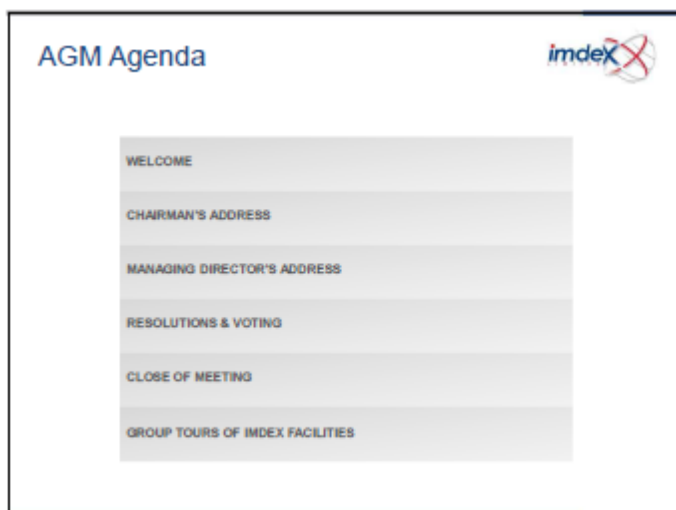 AGM Agenda
imdex
WELCOME
CHAIRMAN'S ADDRESS
MANAGING DIRECTOR'S ADDRESS
RESOLUTIONS & VOTING
CLOSE OF MEETING
GROUP TOURS OF IMDEX FACILITIES